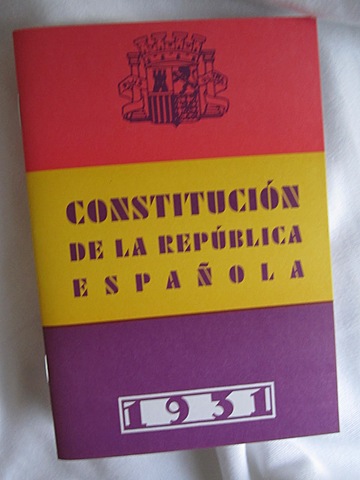 CONSTITUCIÓN
DE LA REPÚBLICA
ESPAÑOLA
1931